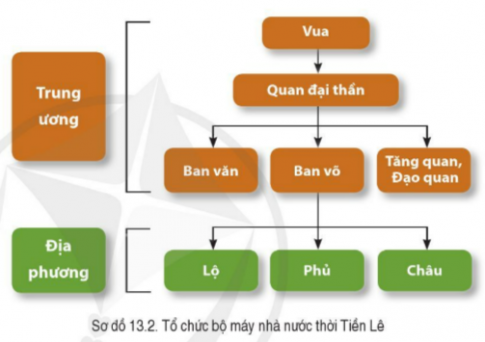 Vua
Trung
ương
Quan đại thần
Ban văn
Ban võ
Tăng quan,
Đạo quan
Địa
phương
Lộ
Phủ
Châu
Sơ đồ 13.2. Tổ chức bộ máy nhà nước thời Tiền Lê